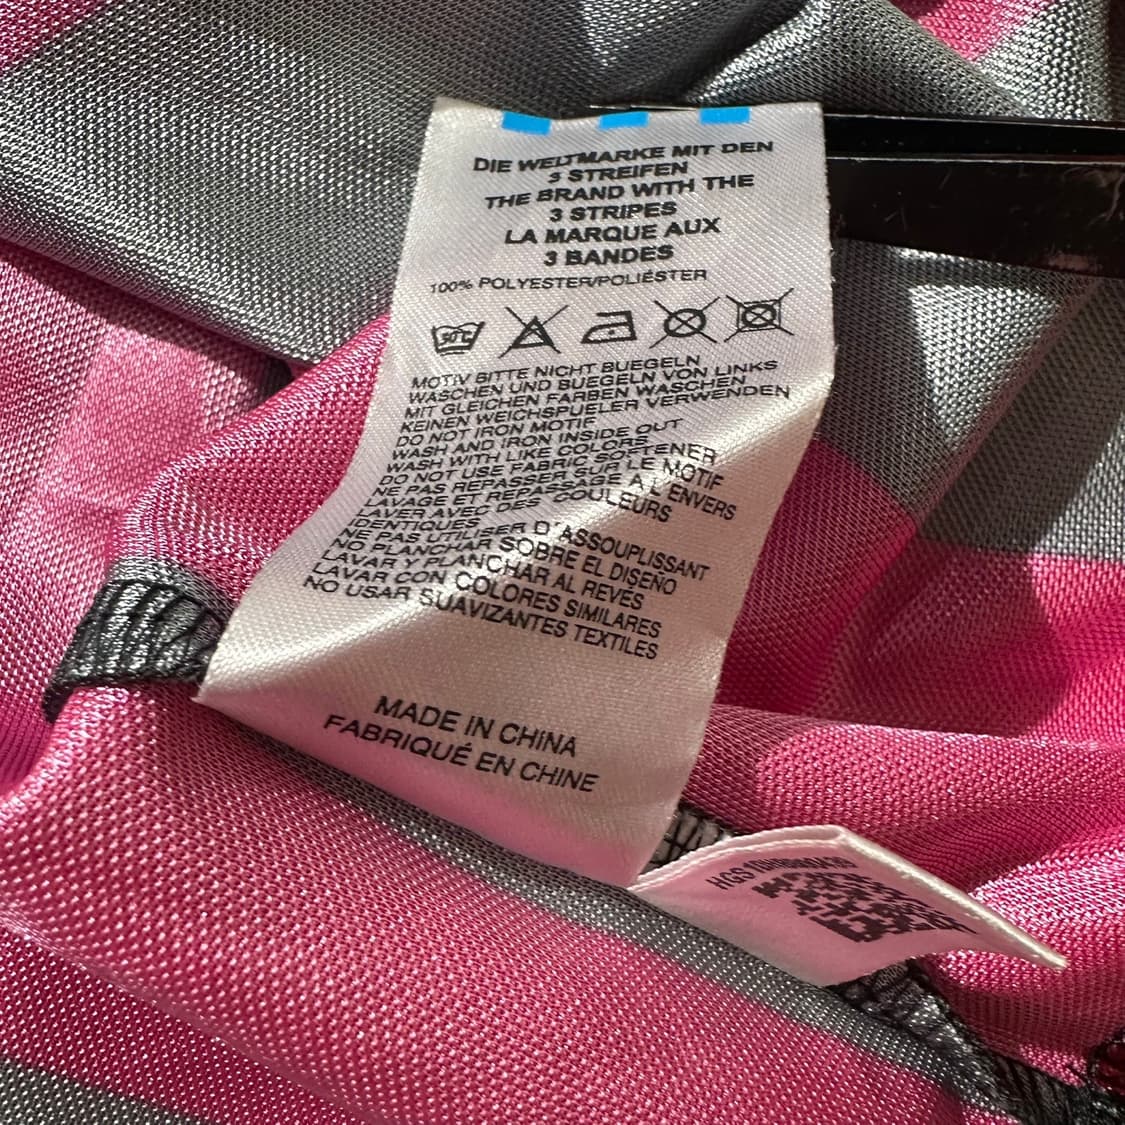 DIE WELTMARKE MIT DEN
3 STREIFEN
THE BRAND WITH THE
3 STRIPES
LA MARQUE AUX
3 BANDES
100% POLYESTER/POLIÉSTER
MOTIV BITTE NICHT BUEGELN
WASCHEN UND BUEGELN VON LINKS
MIT GLEICHEN FARBEN WASCHEN
KEINEN WEICHSPUELER VERWENDEN
DO NOT IRON MOTIF
WASH AND IRON INSIDE OUT
WASH WITH LIKE COLORS
DO NOT USE FABRIC SOFTENER
NE PAS REPASSER SUR LE MOTIF
LAVAGE ET REPASSAGE A L'ENVERS
LAVER AVEC DES COULEURS
IDENTIQUES
NE PAS UTILISER D'ASSOUPLISSANT
NO PLANCHAR SOBRE EL DISEÑO
LAVAR Y PLANCHAR AL REVÉS
LAVAR CON COLORES SIMILARES
NO USAR SUAVIZANTES TEXTILES
MADE IN CHINA
FABRIQUÉ EN CHINE